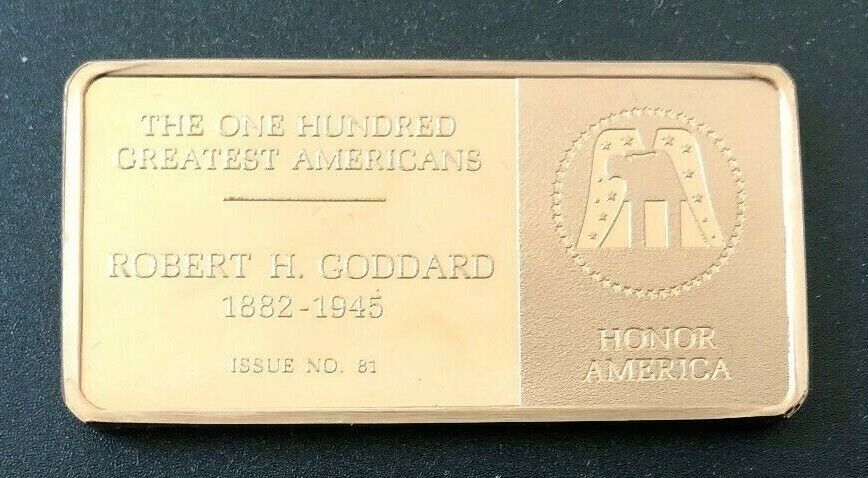 THE ONE HUNDRED
GREATEST AMERICANS
ROBERT H. GODDARD
1882-1945
ISSUE NO. 81
HONOR
AMERICA